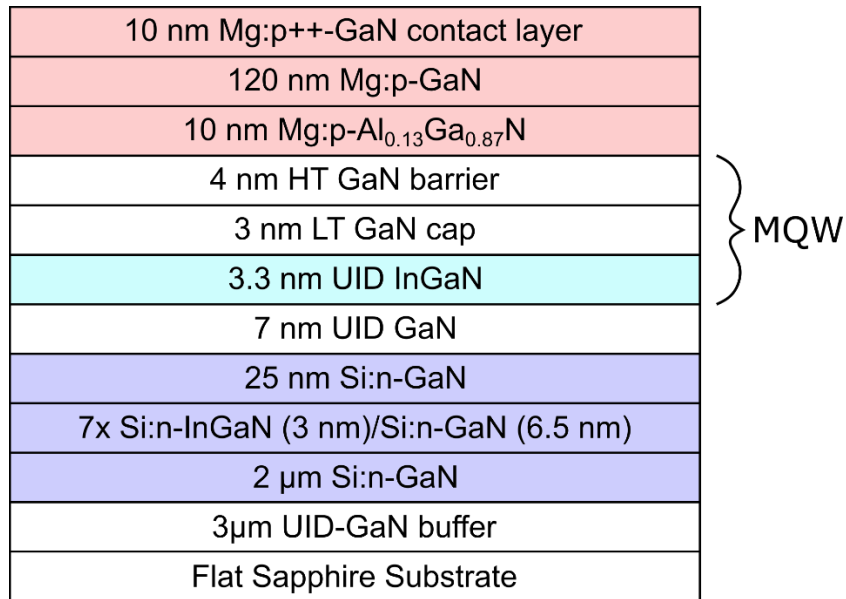 10 nm Mg:p++-GaN contact layer
120 nm Mg:p-GaN
10 nm Mg:p-Al₀.₁₃Ga₀.₈₇N
4 nm HT GaN barrier
3 nm LT GaN cap
MQW
3.3 nm UID InGaN
7 nm UID GaN
25 nm Si:n-GaN
7x Si:n-InGaN (3 nm)/Si:n-GaN (6.5 nm)
2 µm Si:n-GaN
3µm UID-GaN buffer
Flat Sapphire Substrate